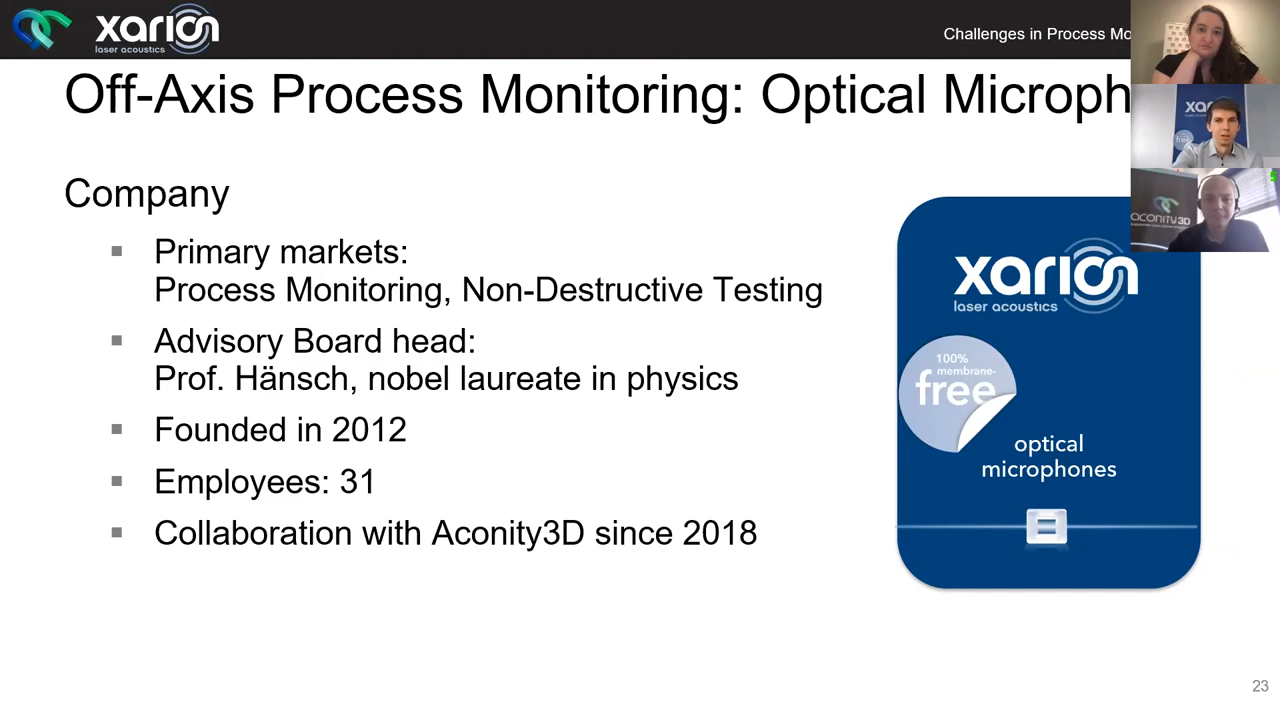 xarion
laser acoustics
Challenges in Process Mo
Off-Axis Process Monitoring: Optical Microph
Company
Primary markets:
Process Monitoring, Non-Destructive Testing
Advisory Board head:
Prof. Hänsch, nobel laureate in physics
Founded in 2012
Employees: 31
Collaboration with Aconity3D since 2018
xa
free
ACONITY3D
xarion
laser acoustics
100%
membrane-
free
optical
microphones
23